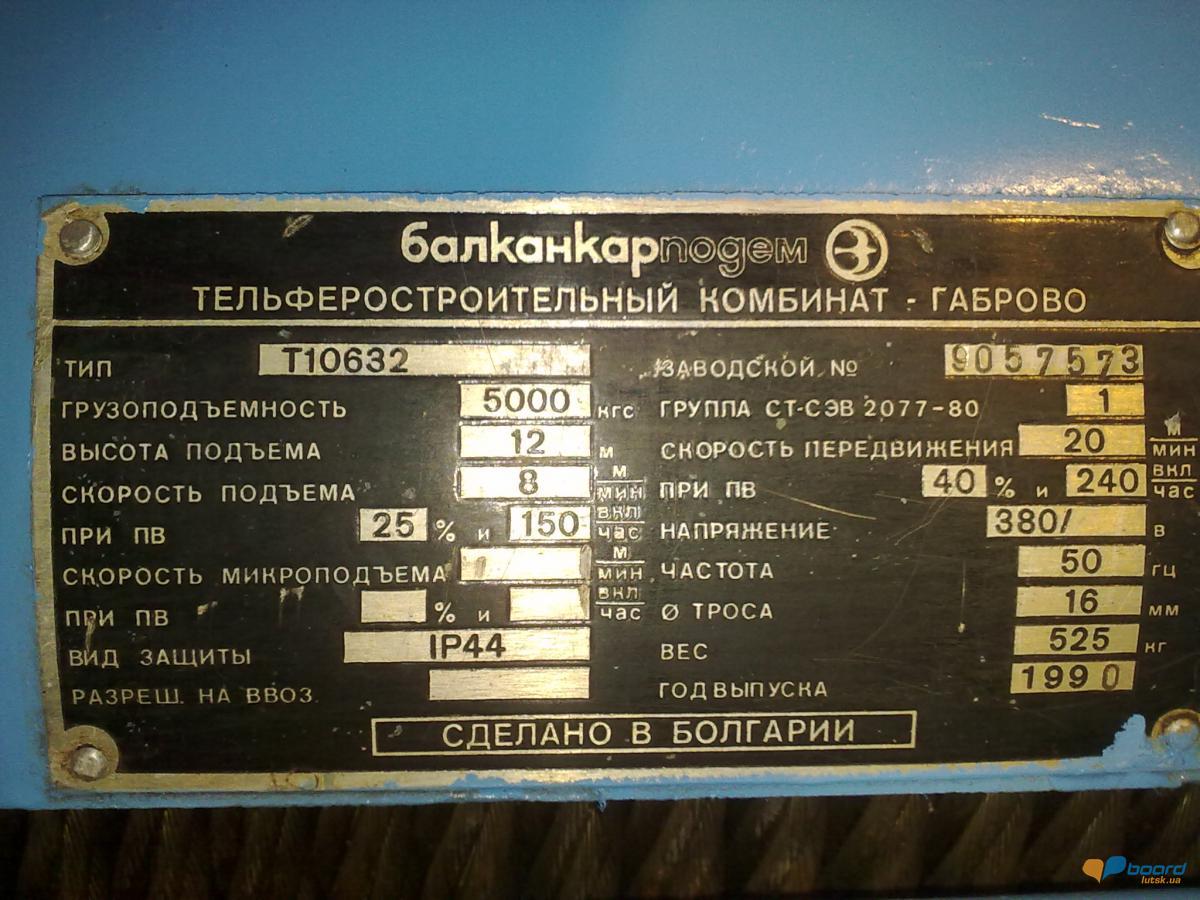 балканкарподем
ТЕЛЬФЕРОСТРОИТЕЛЬНЫЙ КОМБИНАТ - ГАБРОВО
ТИП Т10632
ГРУЗОПОДЪЕМНОСТЬ 5000 кгс
ВЫСОТА ПОДЪЕМА 12 м
СКОРОСТЬ ПОДЪЕМА 8 м/мин
ПРИ ПВ 25 % и 150 вкл/час
СКОРОСТЬ МИКРОПОДЪЕМА м/мин
ПРИ ПВ % и вкл/час
ВИД ЗАЩИТЫ IP44
РАЗРЕШ. НА ВВОЗ
ЗАВОДСКОЙ № 9057573
ГРУППА СТ-СЭВ 2077-80 1
СКОРОСТЬ ПЕРЕДВИЖЕНИЯ 20 м/мин
ПРИ ПВ 40 % и 240 вкл/час
НАПРЯЖЕНИЕ 380/ В
ЧАСТОТА 50 гц
Ø ТРОСА 16 мм
ВЕС 525 кг
ГОД ВЫПУСКА 1990
СДЕЛАНО В БОЛГАРИИ
board
lutsk.ua